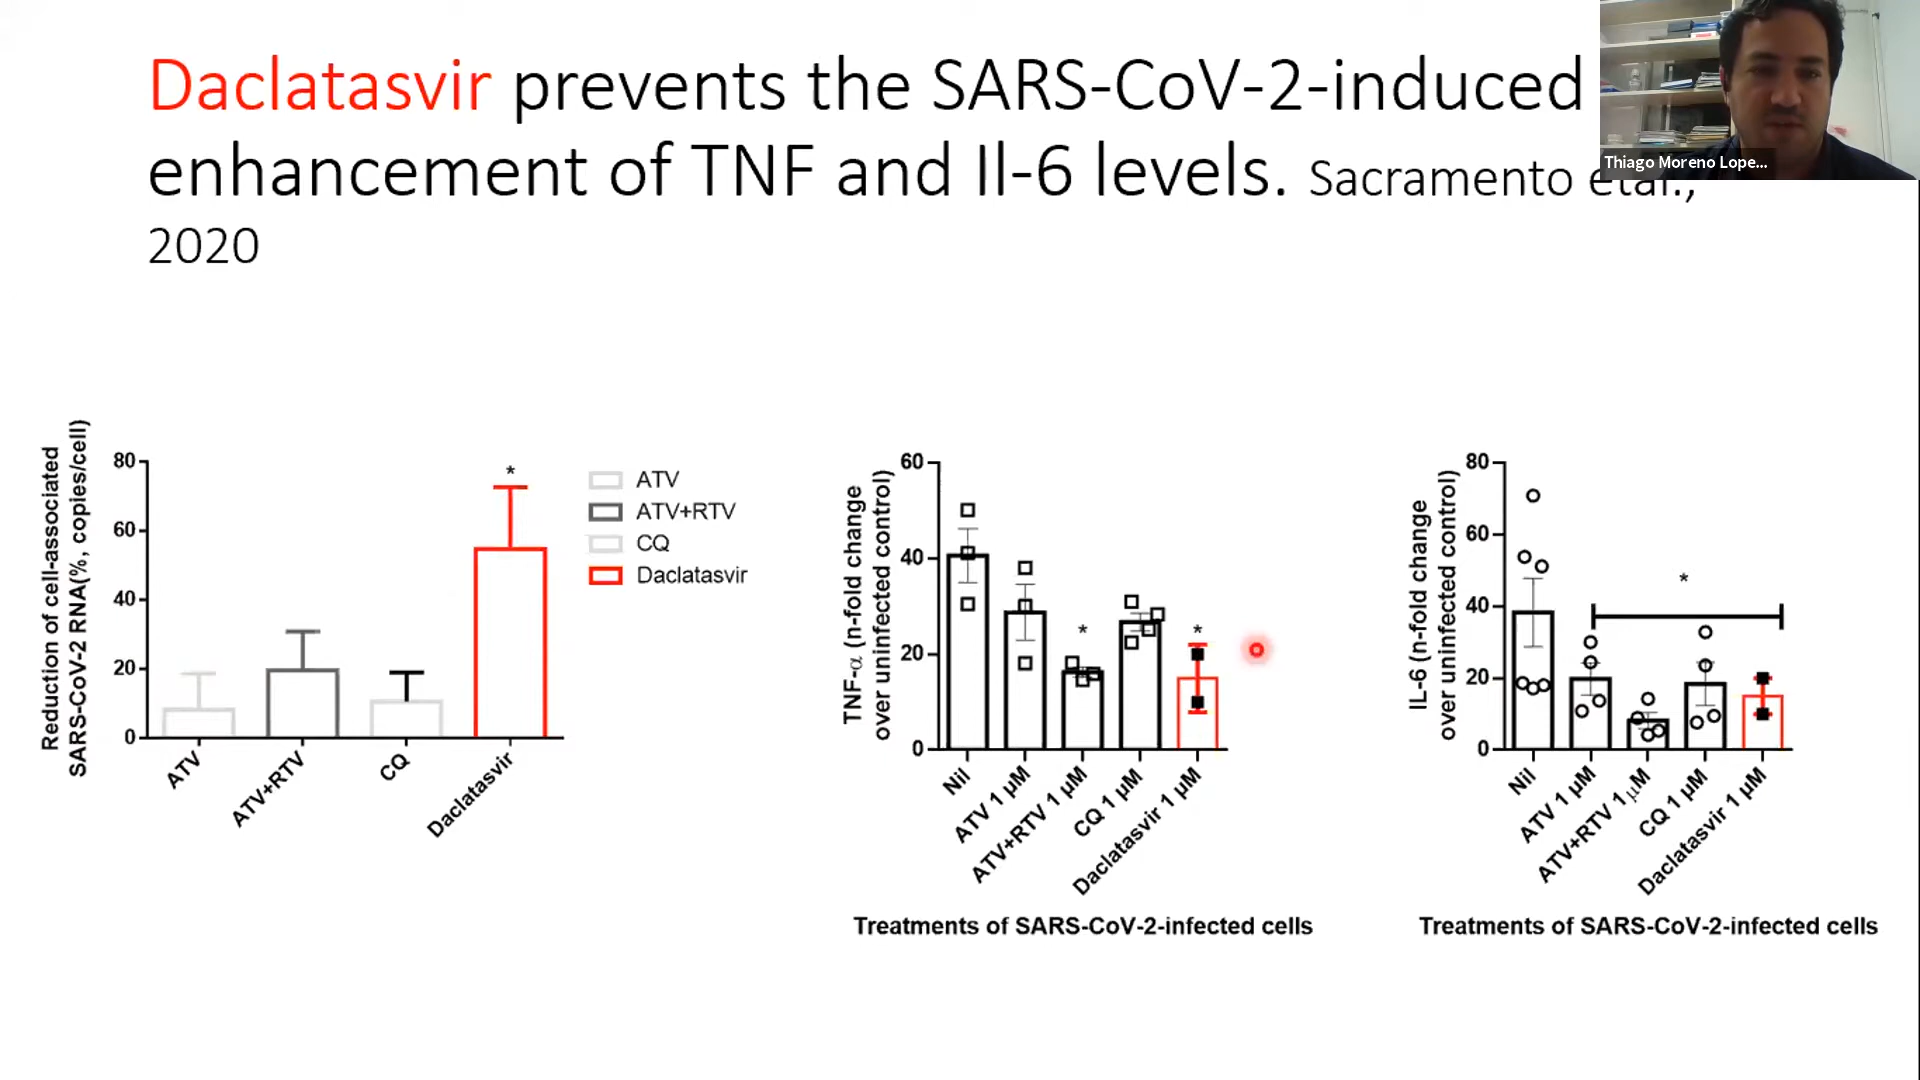 Daclatasvir prevents the SARS-CoV-2-induced
enhancement of TNF and Il-6 levels. Sacramento etal.,
2020
Thiago Moreno Lope...
Reduction of cell-associated
SARS-CoV-2 RNA(%, copies/cell)
80
60
40
20
0
*
ATV
ATV+RTV
CQ
Daclatasvir
ATV
ATV+RTV
CQ
Daclatasvir
TNF-α (n-fold change
over uninfected control)
60
40
20
0
*
*
Nil
ATV 1 µM
ATV+RTV 1 µM
CQ 1 µM
Daclatasvir 1 µM
Treatments of SARS-CoV-2-infected cells
IL-6 (n-fold change
over uninfected control)
80
60
40
20
0
*
Nil
ATV 1 µM
ATV+RTV 1 µM
CQ 1 µM
Daclatasvir 1 µM
Treatments of SARS-CoV-2-infected cells